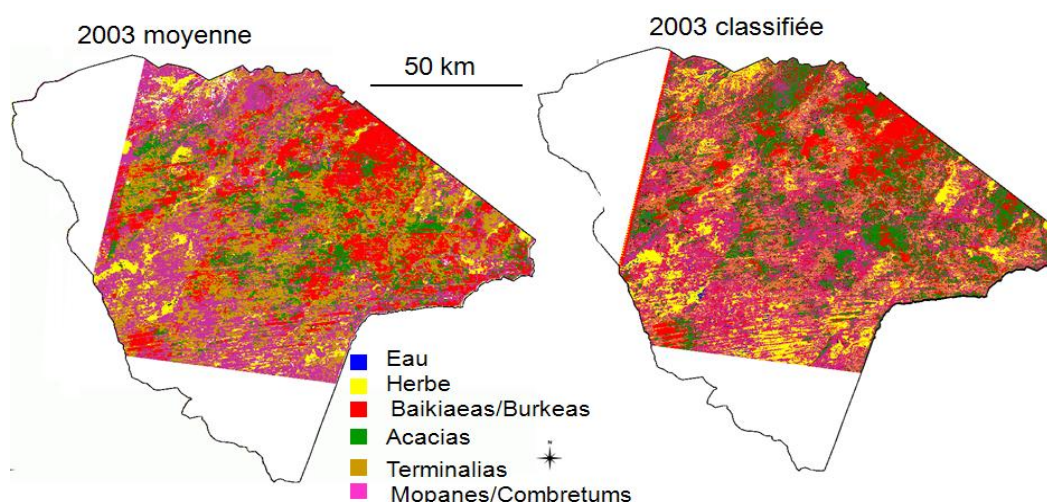 2003 moyenne
2003 classifiée
50 km
Eau
Herbe
Baikiaeas/Burkeas
Acacias
Terminalias
Mopanes/Combretums